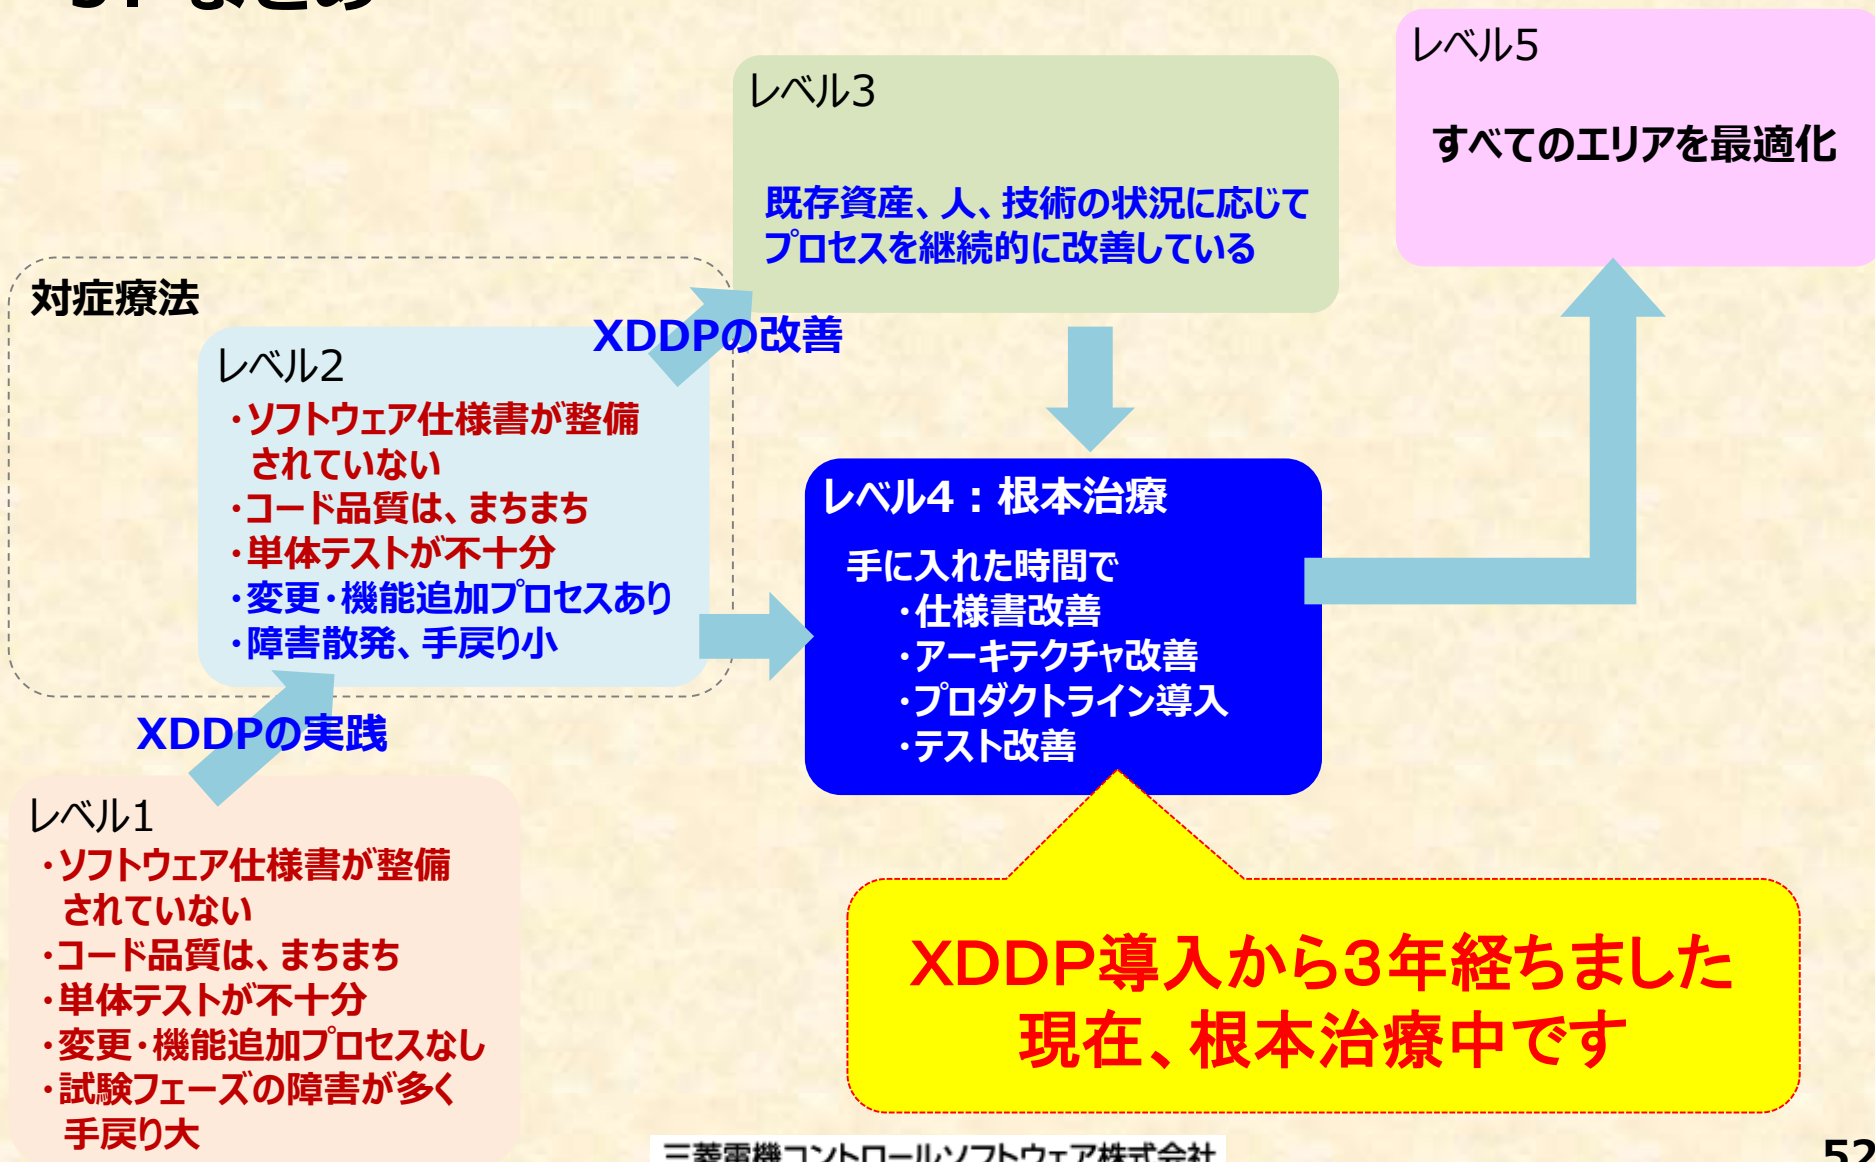 まとめ
レベル5
すべてのエリアを最適化
レベル3
既存資産、人、技術の状況に応じて
プロセスを継続的に改善している
対症療法
XDDPの改善
レベル2
・ソフトウェア仕様書が整備
されていない
・コード品質は、まちまち
・単体テストが不十分
・変更・機能追加プロセスあり
・障害散発、手戻り小
レベル4：根本治療
手に入れた時間で
・仕様書改善
・アーキテクチャ改善
・プロダクトライン導入
・テスト改善
XDDPの実践
レベル1
・ソフトウェア仕様書が整備
されていない
・コード品質は、まちまち
・単体テストが不十分
・変更・機能追加プロセスなし
・試験フェーズの障害が多く
手戻り大
XDDP導入から3年経ちました
現在、根本治療中です
三菱電機コントロールソフトウェア株式会社
52